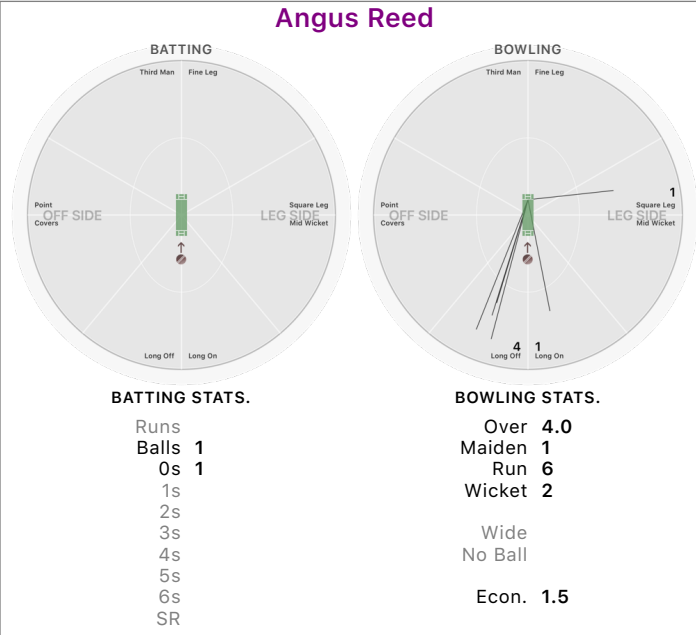 Angus Reed
BATTING
Third Man Fine Leg
Point
OFF SIDE
Covers
Square Leg
LEG SIDE
Mid Wicket
Long Off Long On
BATTING STATS.
Runs
Balls 1
0s 1
1s
2s
3s
4s
5s
6s
SR
BOWLING
Third Man Fine Leg
1
Point
OFF SIDE
Covers
Square Leg
LEG SIDE
Mid Wicket
4 1
Long Off Long On
BOWLING STATS.
Over 4.0
Maiden 1
Run 6
Wicket 2
Wide
No Ball
Econ. 1.5